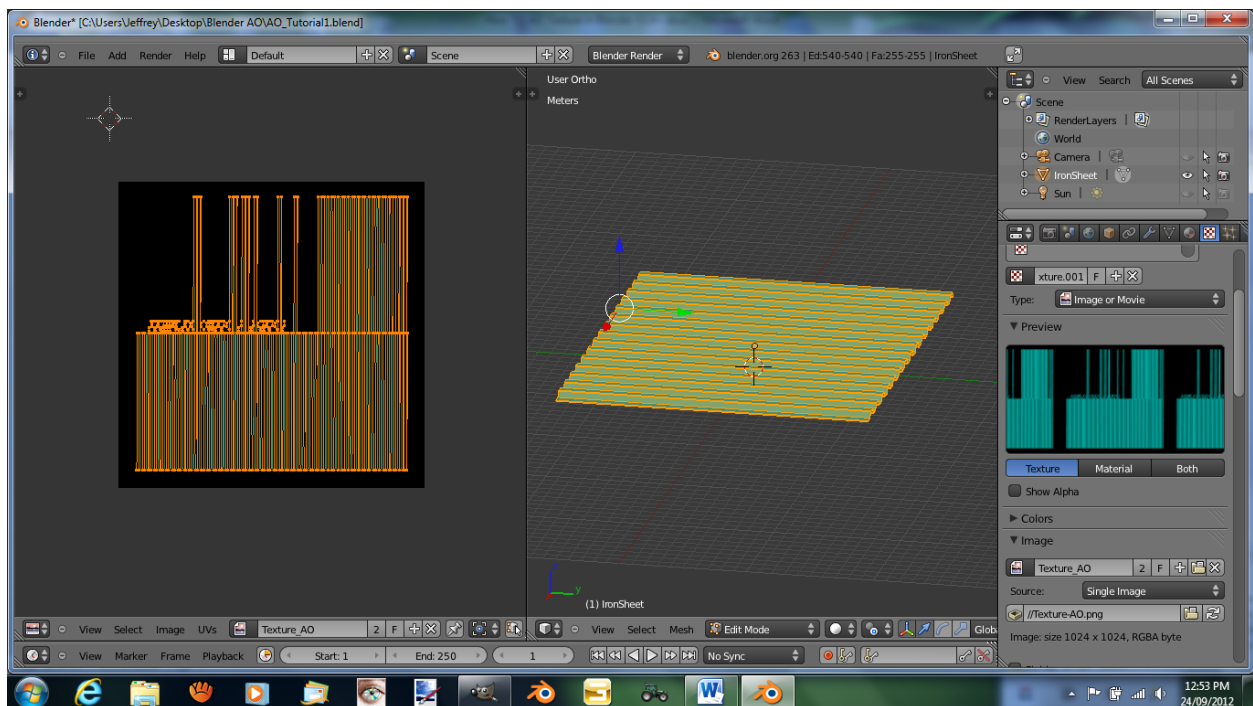 Blender* [C:\Users\Jeffrey\Desktop\Blender AO\AO_Tutorial1.blend]
File Add Render Help Default Scene Blender Render blender.org 263 | Ed:540-540 | Fa:255-255 | IronSheet
User Ortho
Meters
View Search All Scenes
Scene
RenderLayers |
World
Camera |
IronSheet |
Sun |
xture.001 F
Type: Image or Movie
Preview
Texture Material Both
Show Alpha
Colors
Image
Texture_AO 2 F
Source: Single Image
//Texture-AO.png
Image: size 1024 x 1024, RGBA byte
z
y
(1) IronSheet
View Select Image UVs Texture_AO 2 F
View Select Mesh Edit Mode Globa
View Marker Frame Playback Start: 1 End: 250 1 No Sync
12:53 PM
24/09/2012